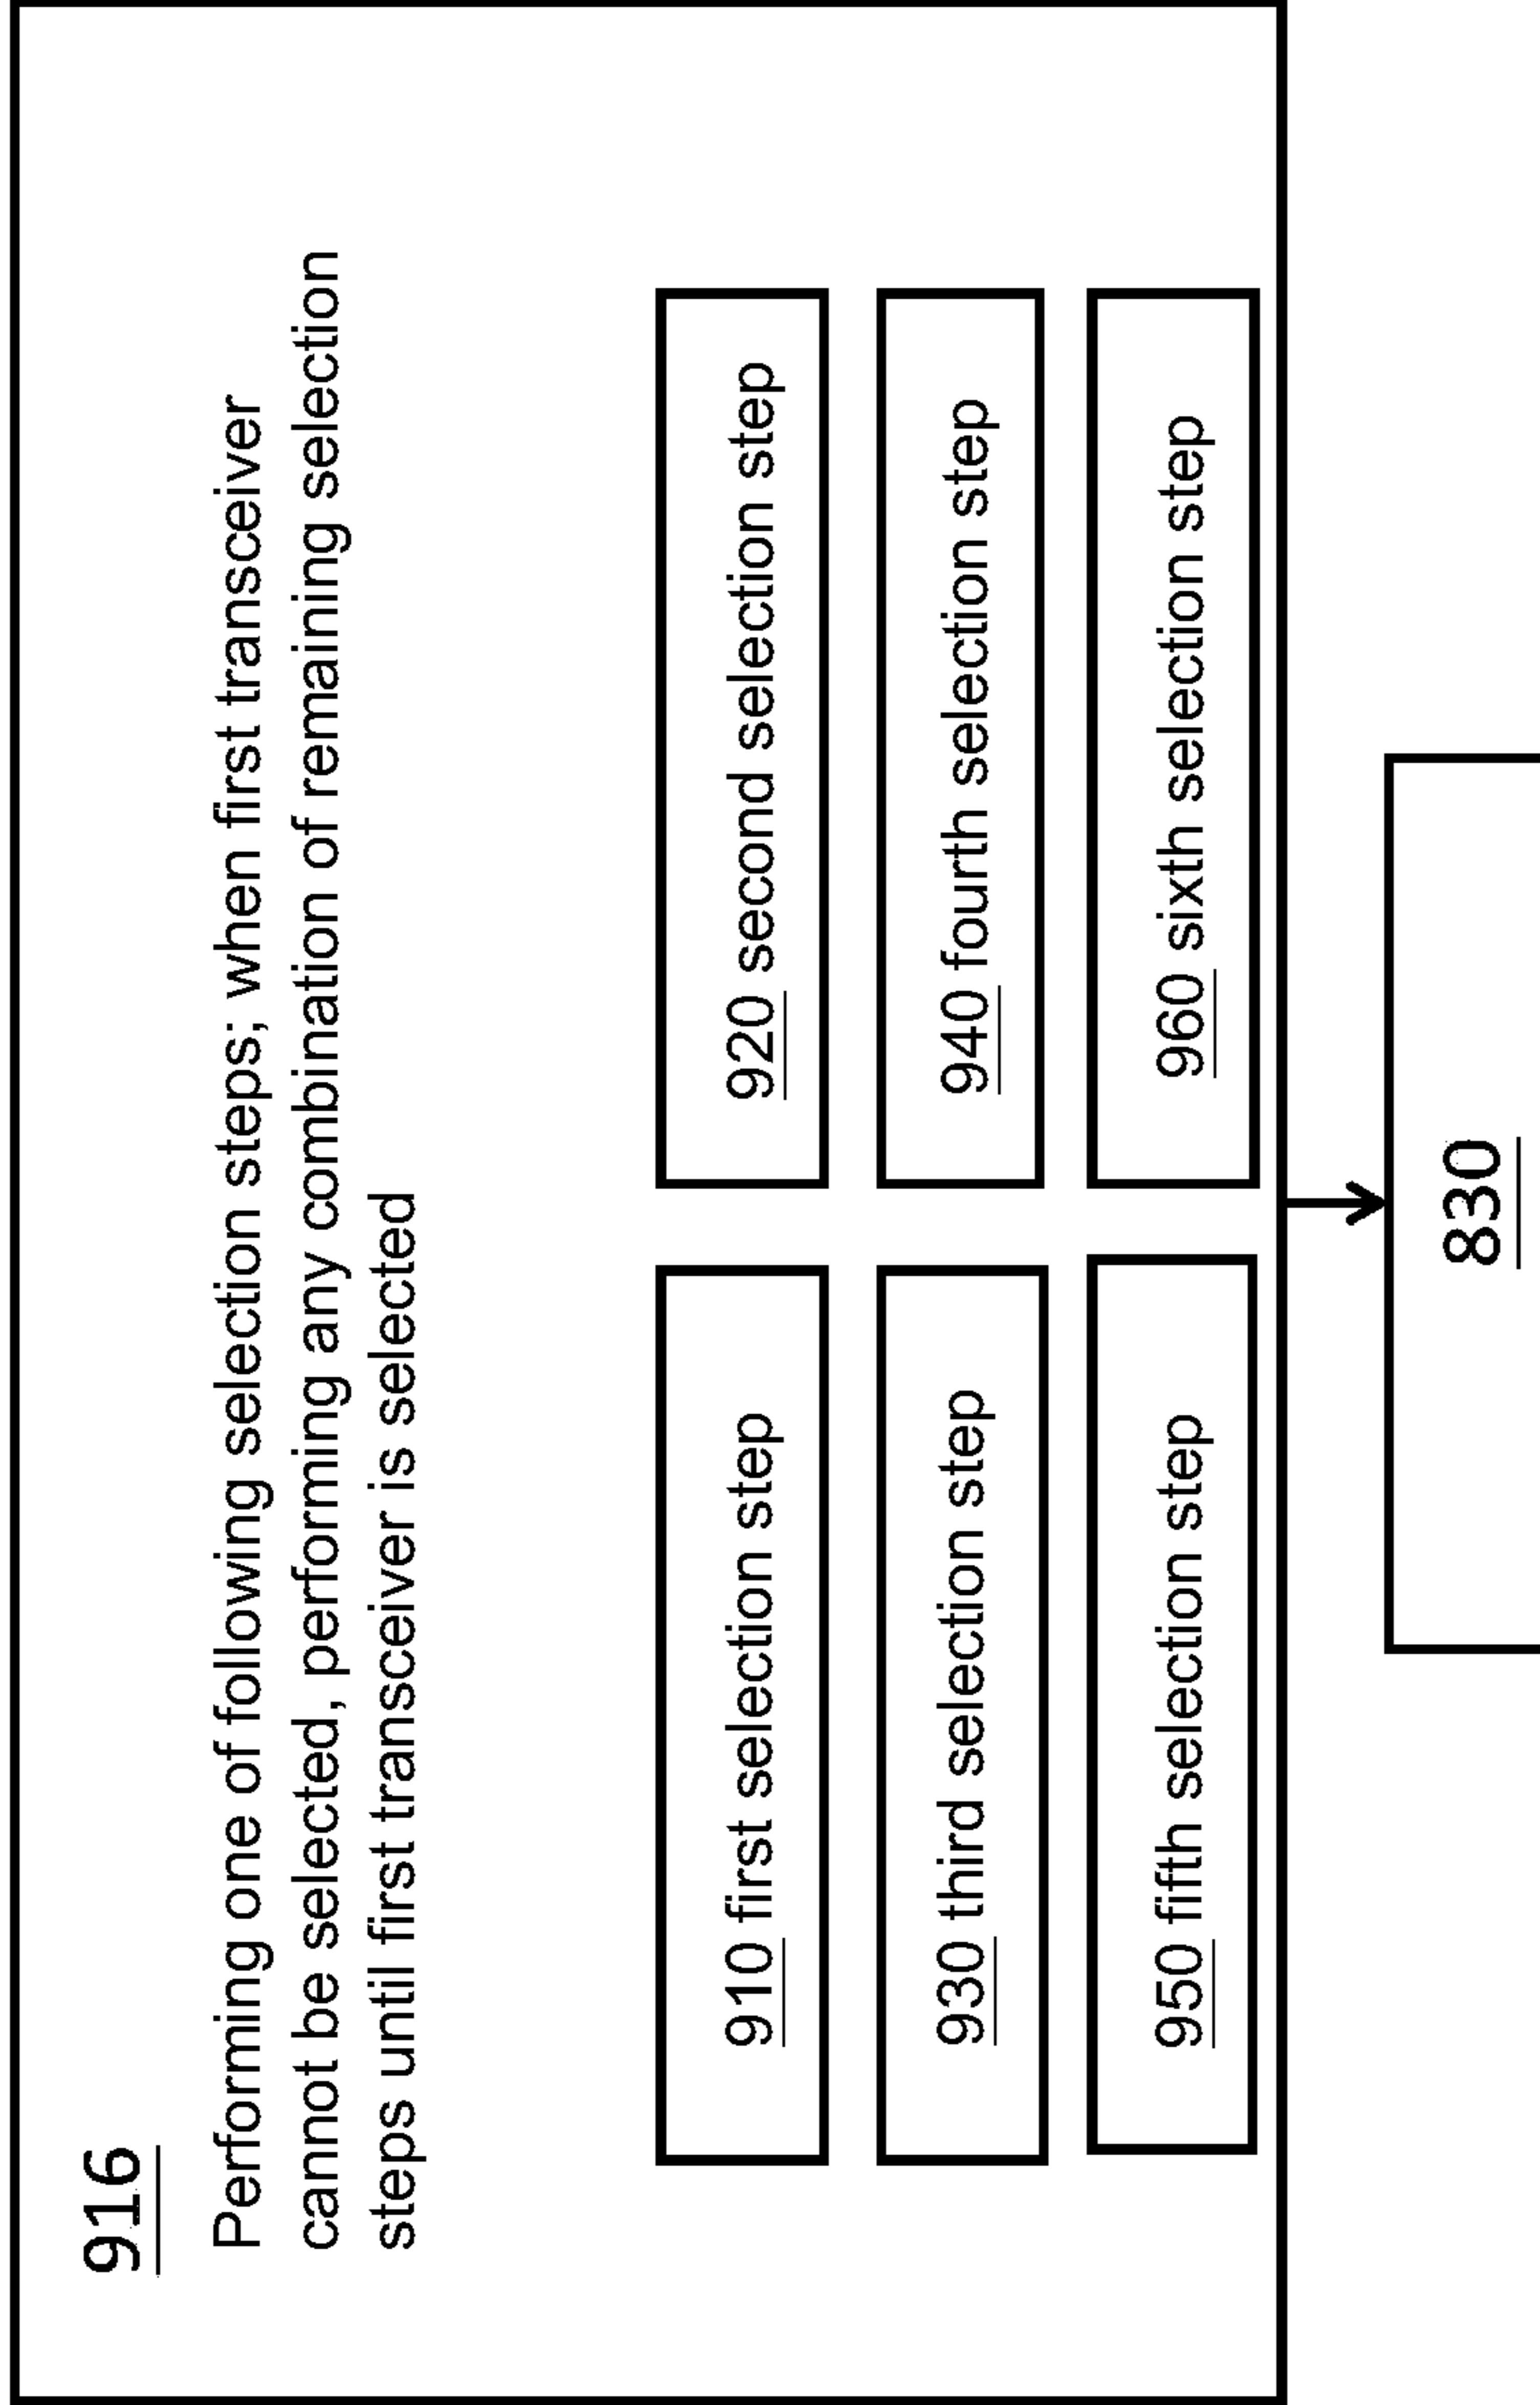 916
Performing one of following selection steps; when first transceiver
cannot be selected, performing any combination of remaining selection
steps until first transceiver is selected
910 first selection step
920 second selection step
930 third selection step
940 fourth selection step
950 fifth selection step
960 sixth selection step
830